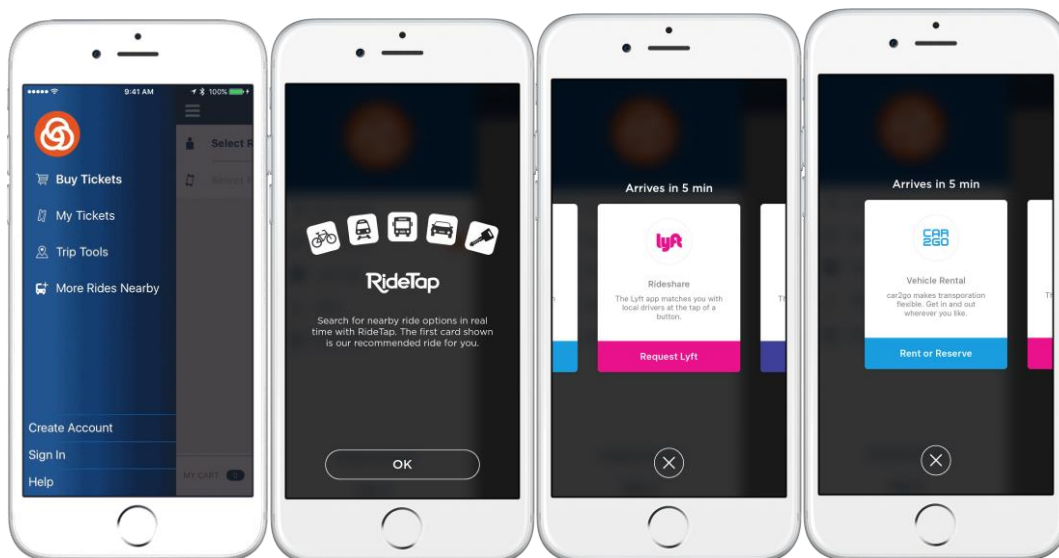 9:41 AM
100%
Select R
Buy Tickets
My Tickets
Trip Tools
More Rides Nearby
Create Account
Sign In
Help
MY CART 0
RideTap
Search for nearby ride options in real
time with RideTap. The first card shown
is our recommended ride for you.
OK
Arrives in 5 min
lyft
Rideshare
The Lyft app matches you with
local drivers at the tap of a
button.
Request Lyft
Th
Arrives in 5 min
CAR
2GO
Vehicle Rental
car2go makes transporation
flexible. Get in and out
wherever you like.
Rent or Reserve
Th